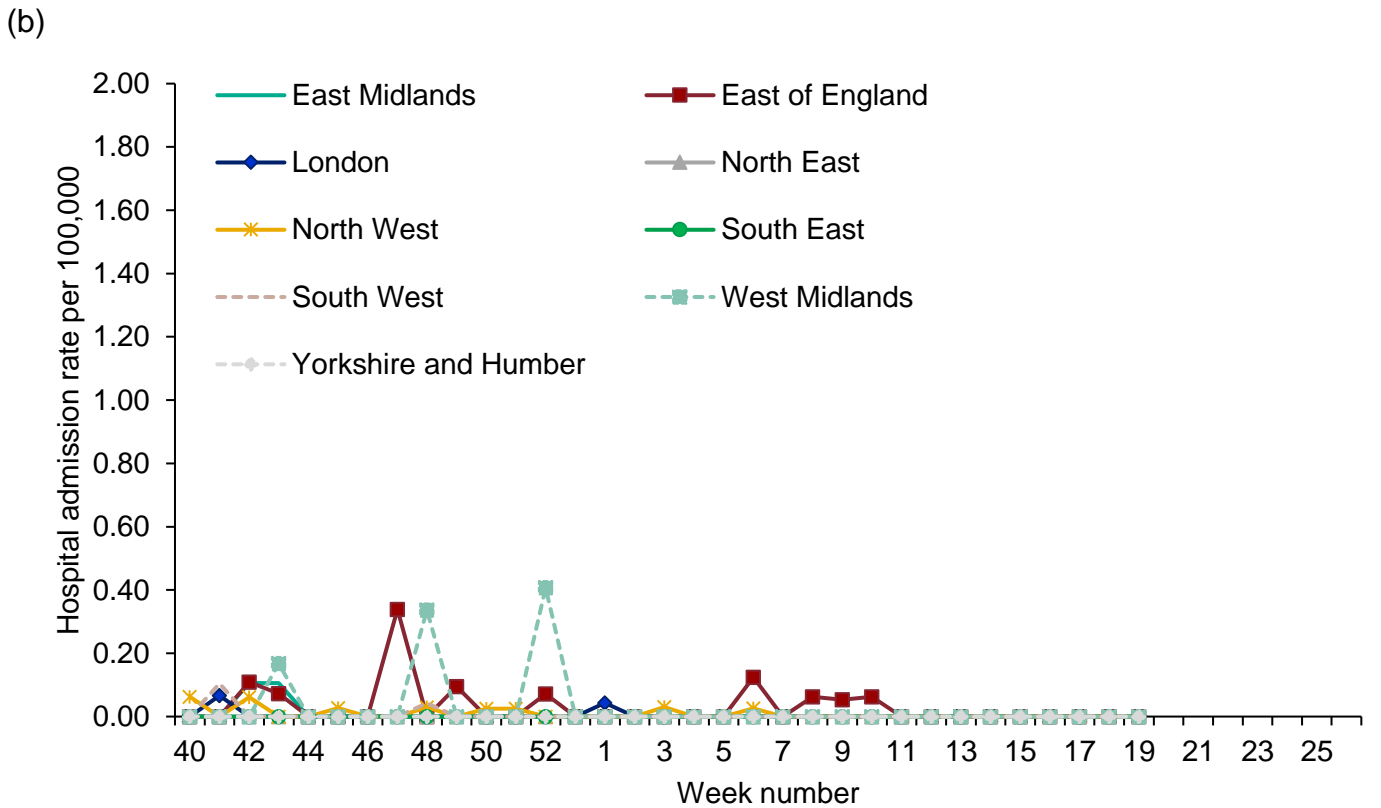 (b)
Hospital admission rate per 100,000
2.00
1.80
1.60
1.40
1.20
1.00
0.80
0.60
0.40
0.20
0.00
East Midlands
East of England
London
North East
North West
South East
South West
West Midlands
Yorkshire and Humber
40 42 44 46 48 50 52 1 3 5 7 9 11 13 15 17 19 21 23 25
Week number